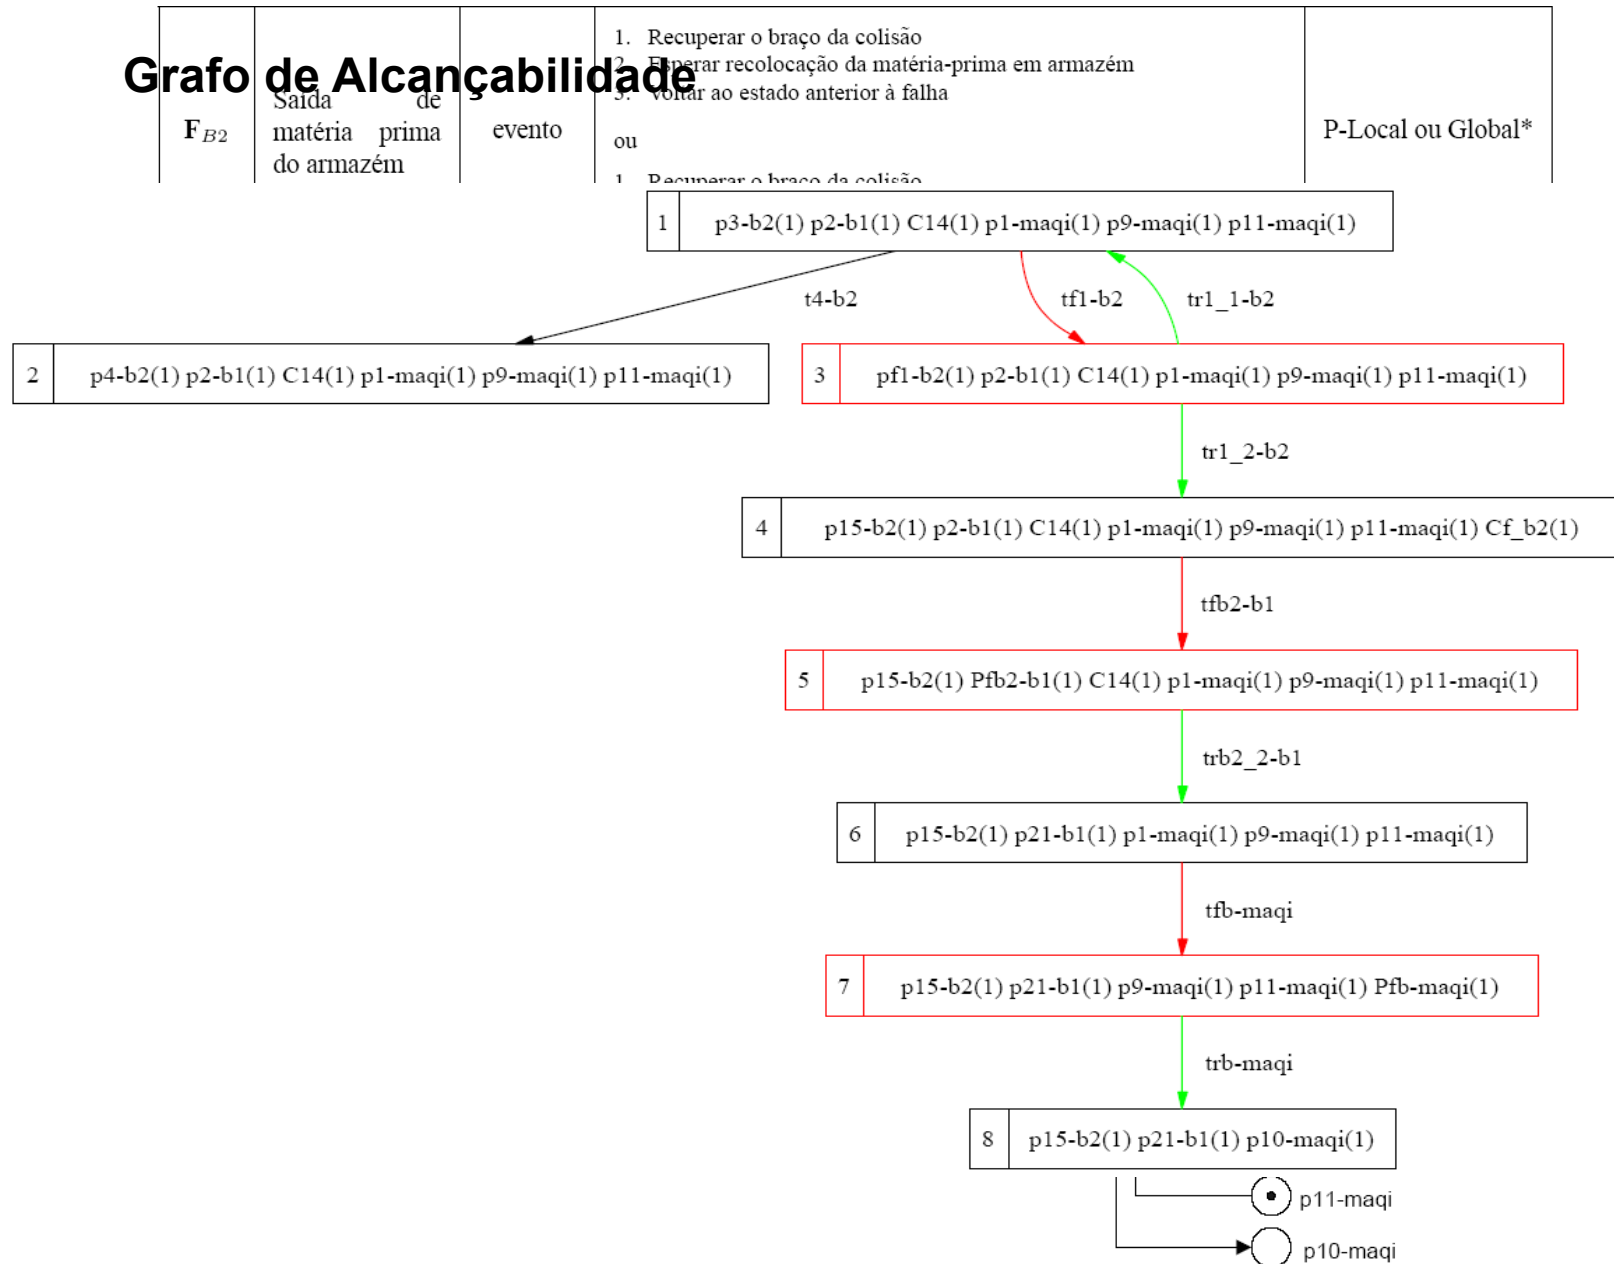 1. Recuperar o braço da colisão
Grafo de Alcançabilidade
2. Esperar recolocação da matéria-prima em armazém
3. Voltar ao estado anterior à falha
F_{B2}
Saída de
matéria prima
do armazém
evento
ou
P-Local ou Global*
1. Recuperar o braço da colisão
1 p3-b2(1) p2-b1(1) C14(1) p1-maqi(1) p9-maqi(1) p11-maqi(1)
t4-b2 tf1-b2 tr1_1-b2
2 p4-b2(1) p2-b1(1) C14(1) p1-maqi(1) p9-maqi(1) p11-maqi(1)
3 pf1-b2(1) p2-b1(1) C14(1) p1-maqi(1) p9-maqi(1) p11-maqi(1)
tr1_2-b2
4 p15-b2(1) p2-b1(1) C14(1) p1-maqi(1) p9-maqi(1) p11-maqi(1) Cf_b2(1)
tfb2-b1
5 p15-b2(1) Pfb2-b1(1) C14(1) p1-maqi(1) p9-maqi(1) p11-maqi(1)
trb2_2-b1
6 p15-b2(1) p21-b1(1) p1-maqi(1) p9-maqi(1) p11-maqi(1)
tfb-maqi
7 p15-b2(1) p21-b1(1) p9-maqi(1) p11-maqi(1) Pfb-maqi(1)
trb-maqi
8 p15-b2(1) p21-b1(1) p10-maqi(1)
p11-maqi
p10-maqi